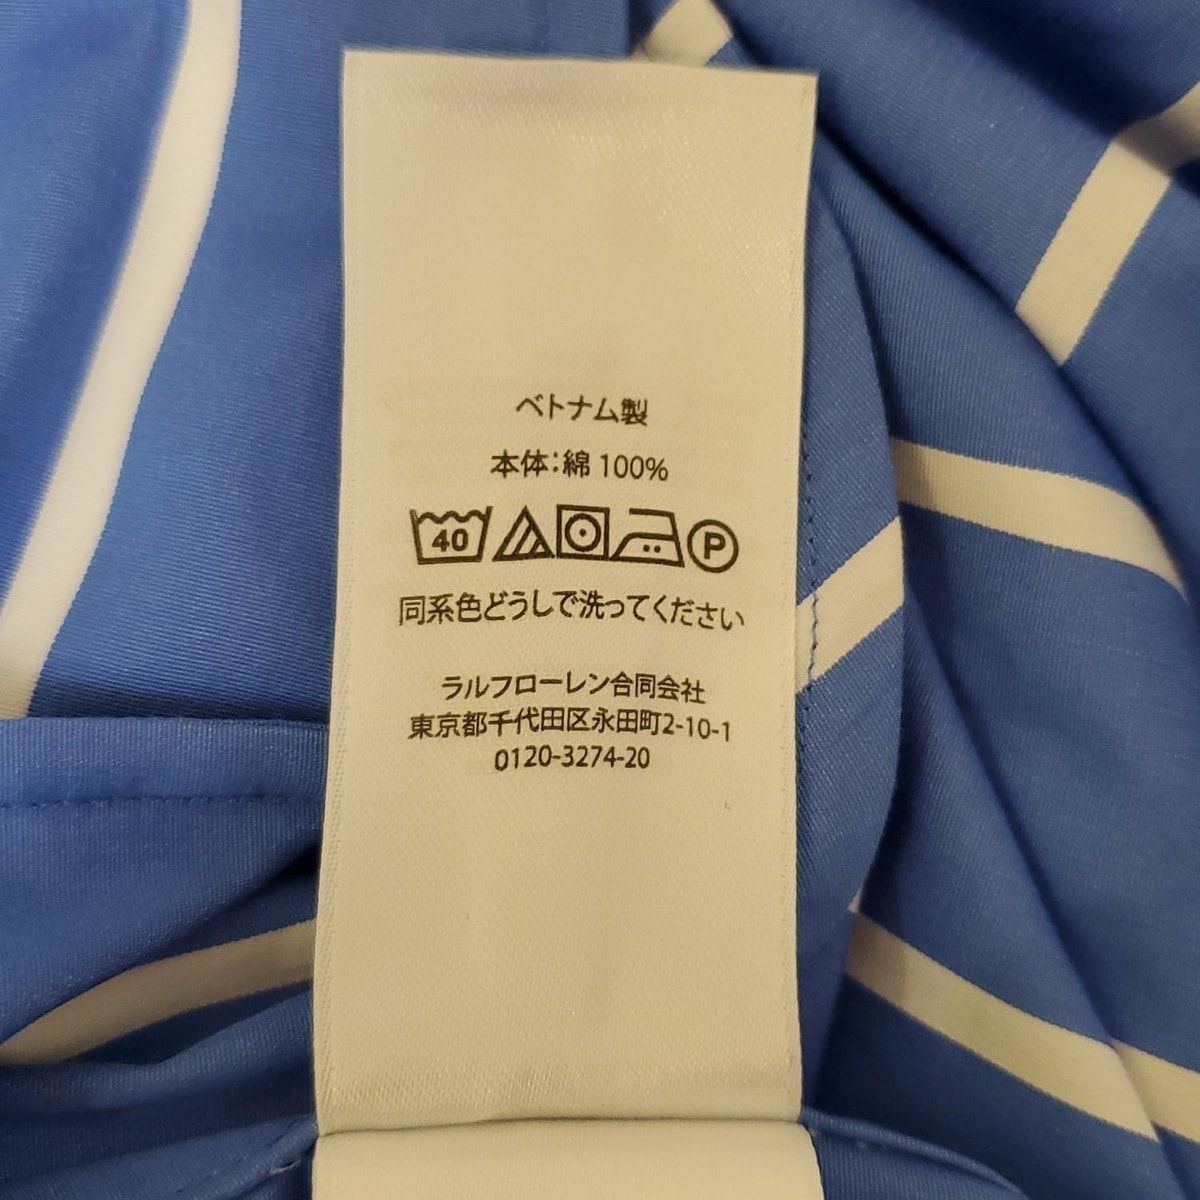 ベトナム製
本体:綿 100%
40 P
同系色どうしで洗ってください
ラルフローレン合同会社
東京都千代田区永田町2-10-1
0120-3274-20